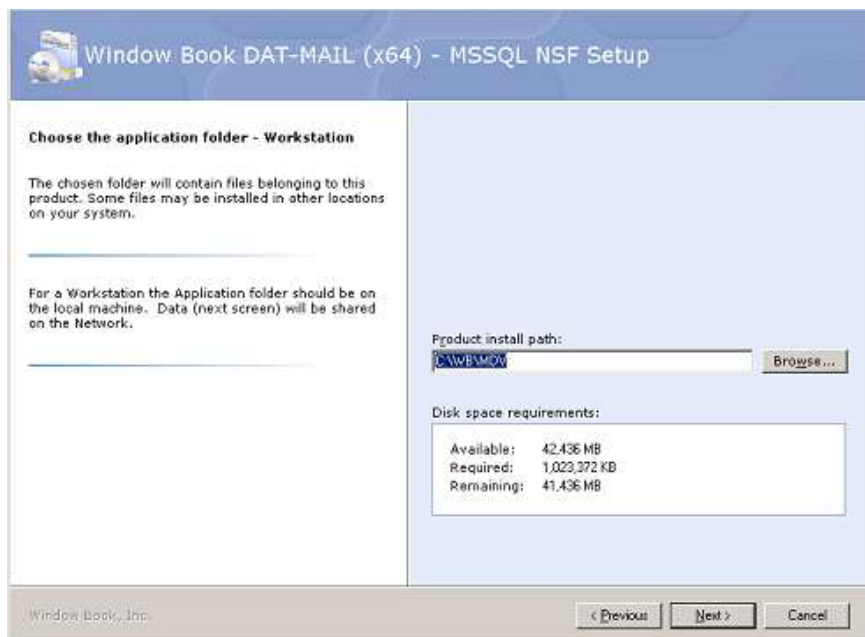 Window Book DAT-MAIL (x64) - MSSQL NSF Setup
Choose the application folder - Workstation
The chosen folder will contain files belonging to this
product. Some files may be installed in other locations
on your system.
For a Workstation the Application folder should be on
the local machine. Data (next screen) will be shared
on the Network.
Product install path:
C:\WB\MOV
Browse...
Disk space requirements:
Available: 42,436 MB
Required: 1,023,372 KB
Remaining: 41,436 MB
Window Book, Inc.
< Previous
Next >
Cancel